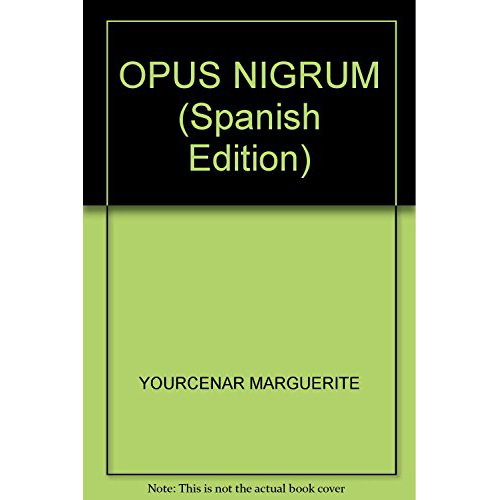 OPUS NIGRUM
(Spanish
Edition)
YOURCENAR MARGUERITE
Note: This is not the actual book cover